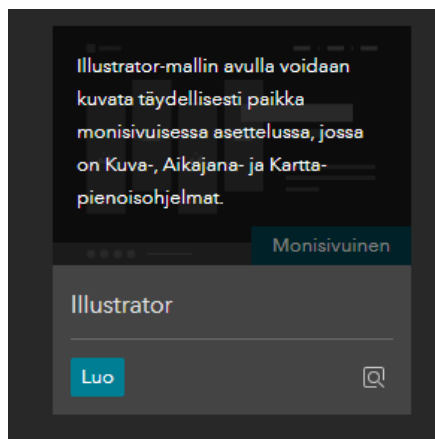 Illustrator-mallin avulla voidaan
kuvata täydellisesti paikka
monisivuisessa asettelussa, jossa
on Kuva-, Aikajana- ja Kartta-
pienoisohjelmat.
Monisivuinen
Illustrator
Luo